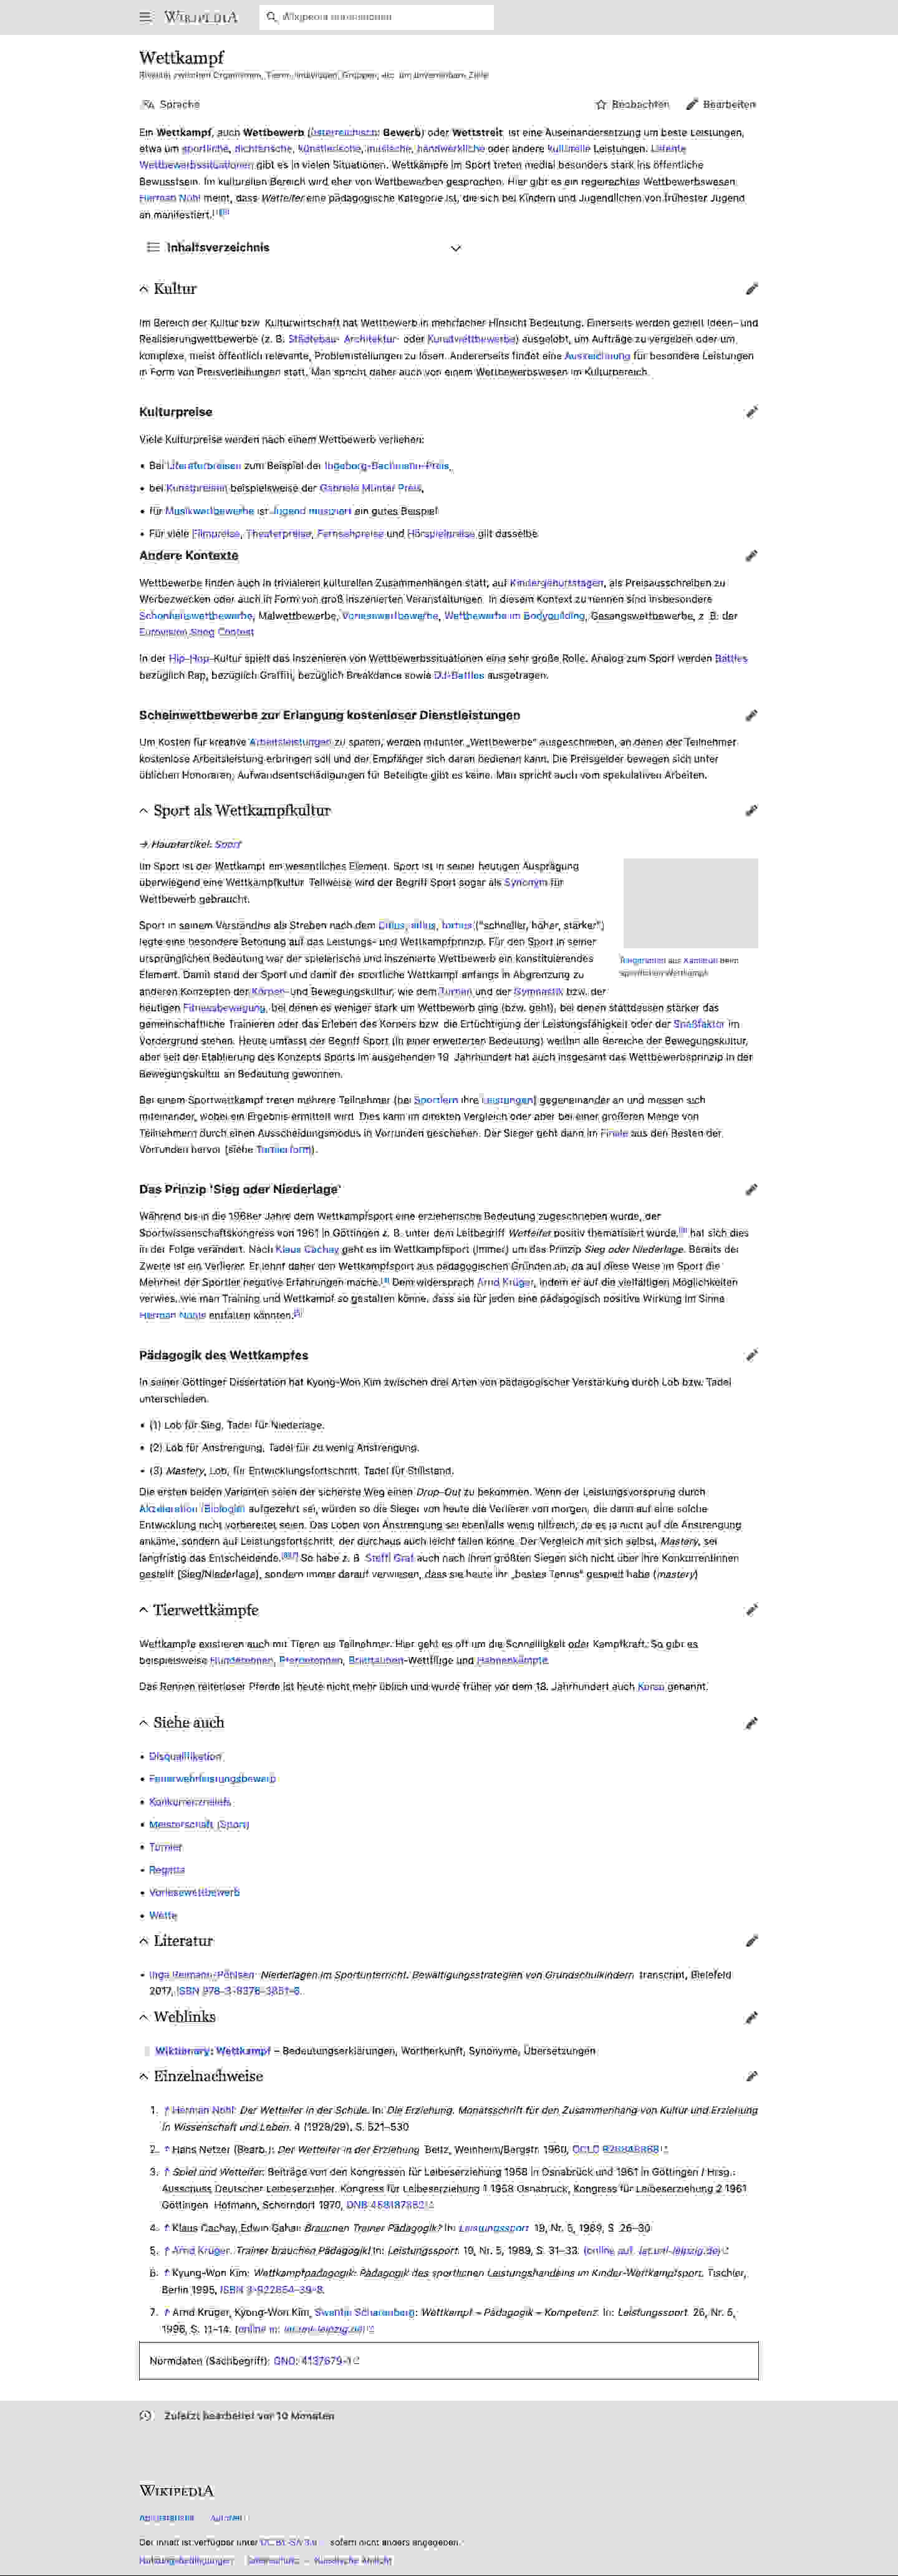 WIKIPEDIA
Wettkampf
Sprache
Beobachten Bearbeiten
Ein Wettkampf, auch Wettbewerb (österreichisch: Bewerb) oder Wettstreit ist eine Auseinandersetzung um beste Leistungen,
etwa um sportliche, dichterische, künstlerische, musische, handwerkliche oder andere kulturelle Leistungen. Latente
Wettbewerbssituationen gibt es in vielen Situationen. Wettkämpfe im Sport treten medial besonders stark ins öffentliche
Bewusstsein. Im kulturellen Bereich wird eher von Wettbewerben gesprochen. Hier gibt es ein regerechtes Wettbewerbswesen.
Herman Nohl meint, dass Wetteifer eine pädagogische Kategorie ist, die sich bei Kindern und Jugendlichen von frühester Jugend
an manifestiert.
Inhaltsverzeichnis
Kultur
Im Bereich der Kultur bzw. Kulturwirtschaft hat Wettbewerb in mehrfacher Hinsicht Bedeutung. Einerseits werden gezielt Ideen- und
Realisierungwettbewerbe (z. B. Städtebau- Architektur- oder Kunstwettbewerbe) ausgelobt, um Aufträge zu vergeben oder um
komplexe, meist öffentlich relevante, Problemstellungen zu lösen. Andererseits findet eine Auszeichnung für besondere Leistungen
in Form von Preisverleihungen statt. Man spricht daher auch von einem Wettbewerbswesen im Kulturbereich.
Kulturpreise
Viele Kulturpreise werden nach einem Wettbewerb verliehen:
• Bei Literaturpreisen zum Beispiel der Ingeborg-Bachmann-Preis,
• bei Kunstpreisen beispielsweise der Gabriele Münter Preis,
• für Musikwettbewerbe ist Jugend musiziert ein gutes Beispiel
• Für viele Filmpreise, Theaterpreise, Fernsehpreise und Hörspielpreise gilt dasselbe.
Andere Kontexte
Wettbewerbe finden auch in trivialeren kulturellen Zusammenhängen statt, auf Kindergeburtstagen, als Preisausschreiben zu
Werbezwecken oder auch in Form von groß inszenierten Veranstaltungen. In diesem Kontext zu nennen sind insbesondere
Schönheitswettbewerbe, Malwettbewerbe, Vorlesewettbewerbe, Wettbewerbe im Bodybuilding, Gesangswettbewerbe, z. B. der
Eurovision Song Contest
In der Hip-Hop-Kultur spielt das Inszenieren von Wettbewerbssituationen eine sehr große Rolle. Analog zum Sport werden Battles
bezüglich Rap, bezüglich Graffiti, bezüglich Breakdance sowie DJ-Battles ausgetragen.
Scheinwettbewerbe zur Erlangung kostenloser Dienstleistungen
Um Kosten für kreative Arbeitsleistungen zu sparen, werden mitunter „Wettbewerbe“ ausgeschrieben, an denen der Teilnehmer
kostenlose Arbeitsleistung erbringen soll und der Empfänger sich daran bedienen kann. Die Preisgelder bewegen sich unter
üblichen Honoraren; Aufwandsentschädigungen für Beteiligte gibt es keine. Man spricht auch vom spekulativen Arbeiten.
Sport als Wettkampfkultur
→ Hauptartikel: Sport
Im Sport ist der Wettkampf ein wesentliches Element. Sport ist in seiner heutigen Ausprägung
überwiegend eine Wettkampfkultur. Teilweise wird der Begriff Sport sogar als Synonym für
Wettbewerb gebraucht.
Ringerinnen aus Kamerun beim
sportlichen Wettkampf
Sport in seinem Verständnis als Streben nach dem Citius, altius, fortius ("schneller, höher, stärker")
legte eine besondere Betonung auf das Leistungs- und Wettkampfprinzip. Für den Sport in seiner
ursprünglichen Bedeutung war der spielerische und inszenierte Wettbewerb ein konstituierendes
Element. Damit stand der Sport und damit der sportliche Wettkampf anfangs in Abgrenzung zu
anderen Konzepten der Körper- und Bewegungskultur, wie dem Turnen und der Gymnastik bzw. der
heutigen Fitnessbewegung, bei denen es weniger stark um Wettbewerb ging (bzw. geht), bei denen stattdessen stärker das
gemeinschaftliche Trainieren oder das Erleben des Körpers bzw. die Ertüchtigung der Leistungsfähigkeit oder der Spaßfaktor im
Vordergrund stehen. Heute umfasst der Begriff Sport (in einer erweiterten Bedeutung) weithin alle Bereiche der Bewegungskultur,
aber seit der Etablierung des Konzepts Sports im ausgehenden 19. Jahrhundert hat auch insgesamt das Wettbewerbsprinzip in der
Bewegungskultur an Bedeutung gewonnen.
Bei einem Sportwettkampf treten mehrere Teilnehmer (bei Sportlern ihre Leistungen) gegeneinander an und messen sich
miteinander, wobei ein Ergebnis ermittelt wird. Dies kann im direkten Vergleich oder aber bei einer größeren Menge von
Teilnehmern durch einen Ausscheidungsmodus in Vorrunden geschehen. Der Sieger geht dann im Finale aus den Besten der
Vorrunden hervor (siehe Turnierform).
Das Prinzip "Sieg oder Niederlage"
Während bis in die 1968er Jahre dem Wettkampfsport eine erzieherische Bedeutung zugeschrieben wurde, der
Sportwissenschaftskongress von 1961 in Göttingen z. B. unter dem Leitbegriff Wetteifer positiv thematisiert wurde, hat sich dies
in der Folge verändert. Nach Klaus Cachay geht es im Wettkampfsport (immer) um das Prinzip Sieg oder Niederlage. Bereits der
Zweite ist ein Verlierer. Er lehnt daher den Wettkampfsport aus pädagogischen Gründen ab, da auf diese Weise im Sport die
Mehrheit der Sportler negative Erfahrungen mache. Dem widersprach Arnd Krüger, indem er auf die vielfältigen Möglichkeiten
verwies, wie man Training und Wettkampf so gestalten könne, dass sie für jeden eine pädagogisch positive Wirkung im Sinne
Herman Nohls entfalten könnten.
Pädagogik des Wettkampfes
In seiner Göttinger Dissertation hat Kyong-Won Kim zwischen drei Arten von pädagogischer Verstärkung durch Lob bzw. Tadel
unterschieden.
• (1) Lob für Sieg, Tadel für Niederlage.
• (2) Lob für Anstrengung, Tadel für zu wenig Anstrengung.
• (3) Mastery, Lob, für Entwicklungsfortschritt, Tadel für Stillstand.
Die ersten beiden Varianten seien der sicherste Weg einen Drop-Out zu bekommen. Wenn der Leistungsvorsprung durch
Akzeleration (Biologie) aufgezehrt sei, würden so die Sieger von heute die Verlierer von morgen, die dann auf eine solche
Entwicklung nicht vorbereitet seien. Das Loben von Anstrengung sei ebenfalls wenig hilfreich, da es ja nicht auf die Anstrengung
ankäme, sondern auf Leistungsfortschritt, der durchaus auch leicht fallen könne. Der Vergleich mit sich selbst, Mastery, sei
langfristig das Entscheidende. So habe z. B. Steffi Graf auch nach ihren größten Siegen sich nicht über ihre Konkurrentinnen
gestellt (Sieg/Niederlage), sondern immer darauf verwiesen, dass sie heute ihr „bestes Tennis“ gespielt habe (mastery)
Tierwettkämpfe
Wettkämpfe existieren auch mit Tieren als Teilnehmer. Hier geht es oft um die Schnelligkeit oder Kampfkraft. So gibt es
beispielsweise Hunderennen, Pferderennen, Brieftauben-Wettflüge und Hahnenkämpfe.
Das Rennen reiterloser Pferde ist heute nicht mehr üblich und wurde früher vor dem 18. Jahrhundert auch Korso genannt.
Siehe auch
• Disqualifikation
• Feuerwehrleistungsbewerb
• Konkurrenzreliefs
• Meisterschaft (Sport)
• Turnier
• Regatta
• Vorlesewettbewerb
• Wette
Literatur
• Inga Reimann-Pöhlsen: Niederlagen im Sportunterricht. Bewältigungsstrategien von Grundschulkindern. transcript, Bielefeld
2017,
Weblinks
Wiktionary: Wettkampf – Bedeutungserklärungen, Wortherkunft, Synonyme, Übersetzungen
Einzelnachweise
1. ↑ Herman Nohl: Der Wetteifer in der Schule. In: Die Erziehung. Monatsschrift für den Zusammenhang von Kultur und Erziehung
in Wissenschaft und Leben. 4 (1928/29), S. 521–530
2. ↑ Hans Netzer (Bearb.): Der Wetteifer in der Erziehung. Beltz, Weinheim/Bergstr. 1960, OCLC
3. ↑ Spiel und Wetteifer. Beiträge von den Kongressen für Leibeserziehung 1958 in Osnabrück und 1961 in Göttingen / Hrsg.:
Ausschuss Deutscher Leibeserzieher. Kongress für Leibeserziehung 1 1958 Osnabrück, Kongress für Leibeserziehung 2 1961
Göttingen. Hofmann, Schorndorf 1970, DNB
4. ↑ Klaus Cachay, Edwin Gahai: Brauchen Trainer Pädagogik? In: Leistungssport. 19, Nr. 5, 1989, S. 26–30
5. ↑ Arnd Krüger: Trainer brauchen Pädagogik! In: Leistungssport. 19, Nr. 5, 1989, S. 31–33. (online auf: iat.uni-leipzig.de)
6. ↑ Kyung-Won Kim: Wettkampfpädagogik: Pädagogik des sportlichen Leistungshandelns im Kinder-Wettkampfsport. Tischler,
Berlin 1995, ISBN 3-922654-39-8.
7. ↑ Arnd Krüger, Kyong-Won Kim, Swantje Scharenberg: Wettkampf – Pädagogik – Kompetenz. In: Leistungssport. 26, Nr. 5,
1996, S. 11–14. (online in: iat.uni-leipzig.de)
Normdaten (Sachbegriff): GND: 4137679-1
Zuletzt bearbeitet vor 10 Monaten
WIKIPEDIA
Der Inhalt ist verfügbar unter CC BY-SA 3.0, sofern nicht anders angegeben.
Nutzungsbedingungen Datenschutz • Klassische Ansicht